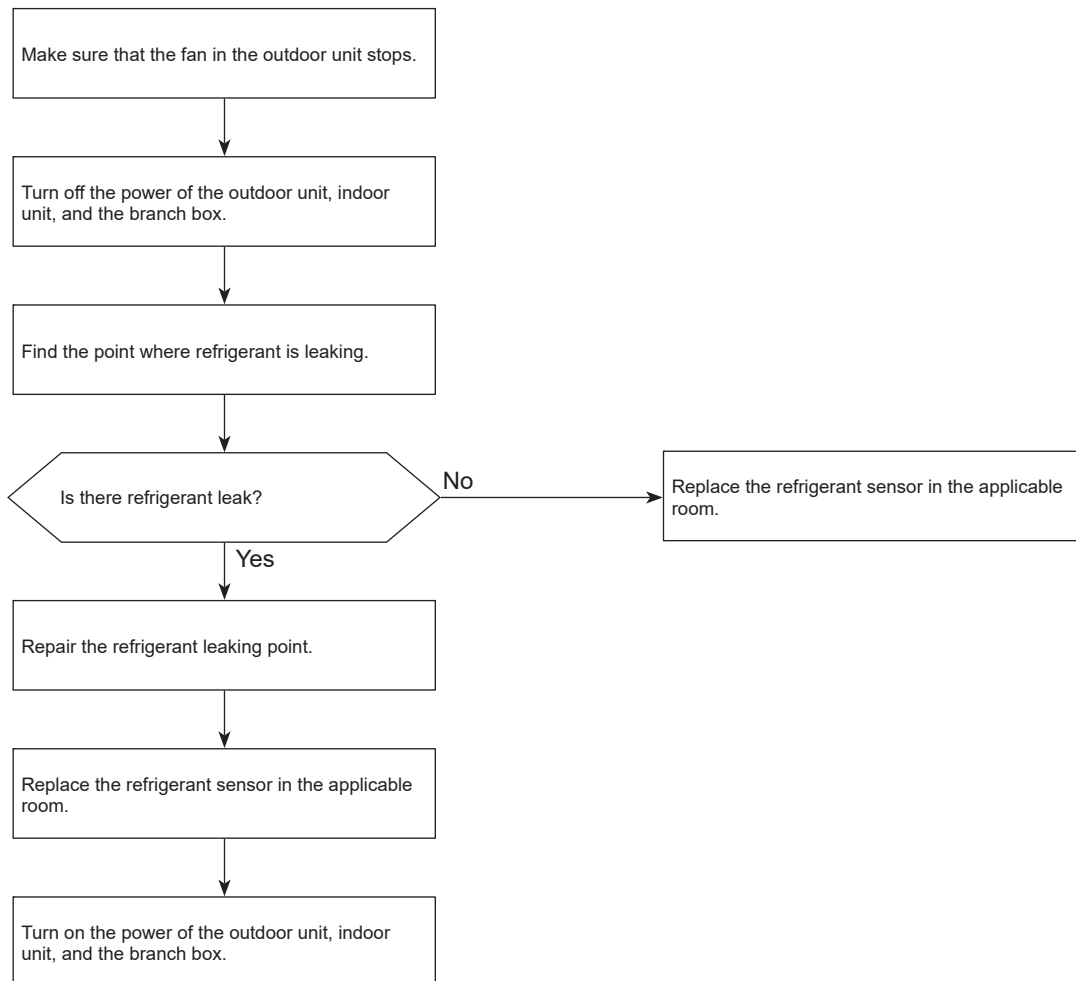 Make sure that the fan in the outdoor unit stops.
Turn off the power of the outdoor unit, indoor
unit, and the branch box.
Find the point where refrigerant is leaking.
Is there refrigerant leak?
No
Replace the refrigerant sensor in the applicable
room.
Yes
Repair the refrigerant leaking point.
Replace the refrigerant sensor in the applicable
room.
Turn on the power of the outdoor unit, indoor
unit, and the branch box.